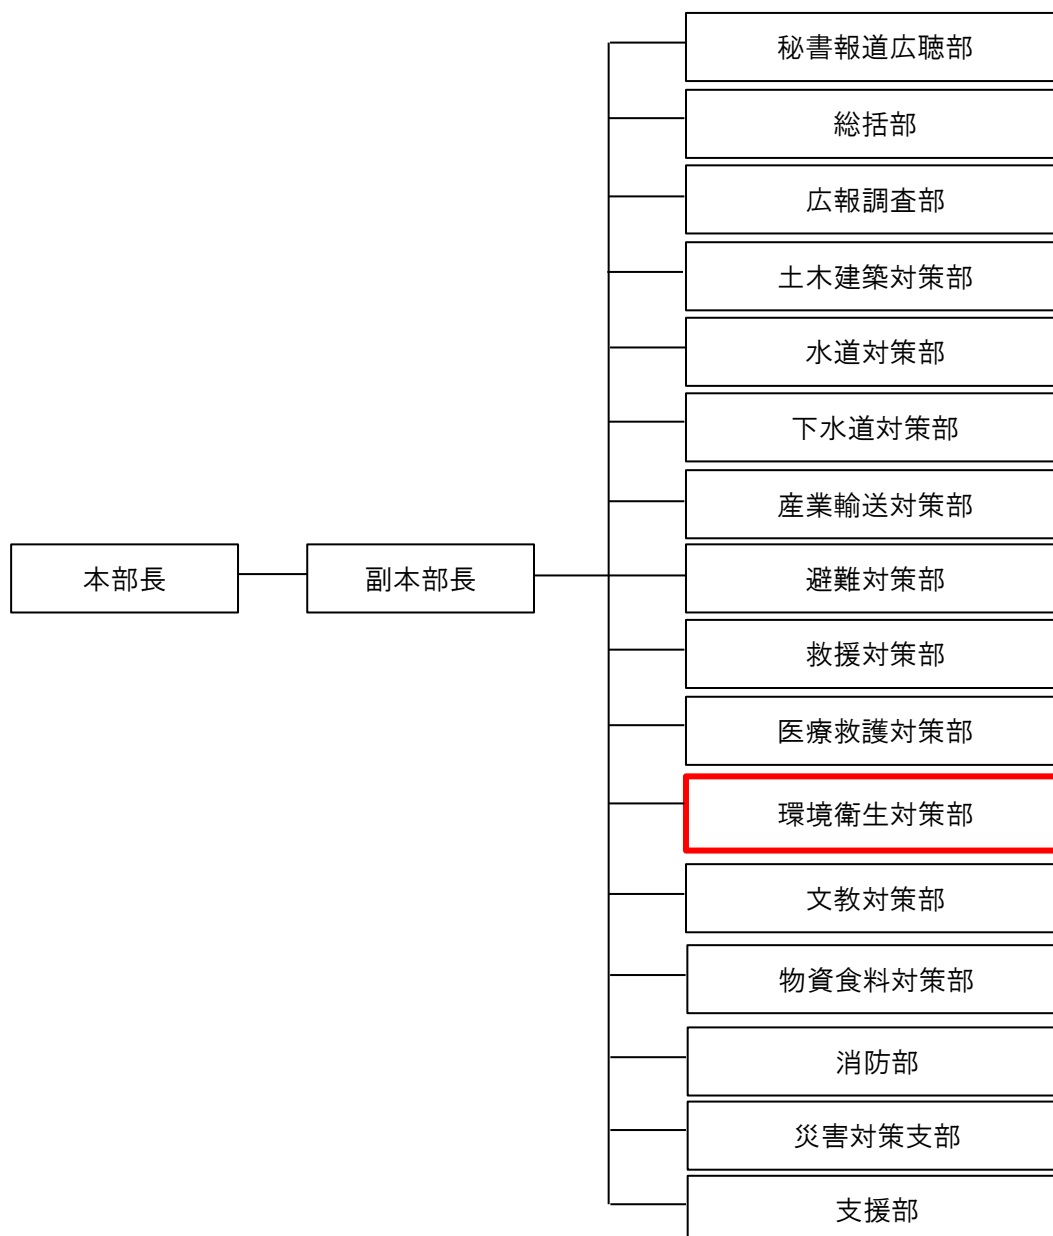 秘書報道広聴部
総括部
広報調査部
土木建築対策部
水道対策部
下水道対策部
産業輸送対策部
本部長
副本部長
避難対策部
救援対策部
医療救護対策部
環境衛生対策部
文教対策部
物資食料対策部
消防部
災害対策支部
支援部